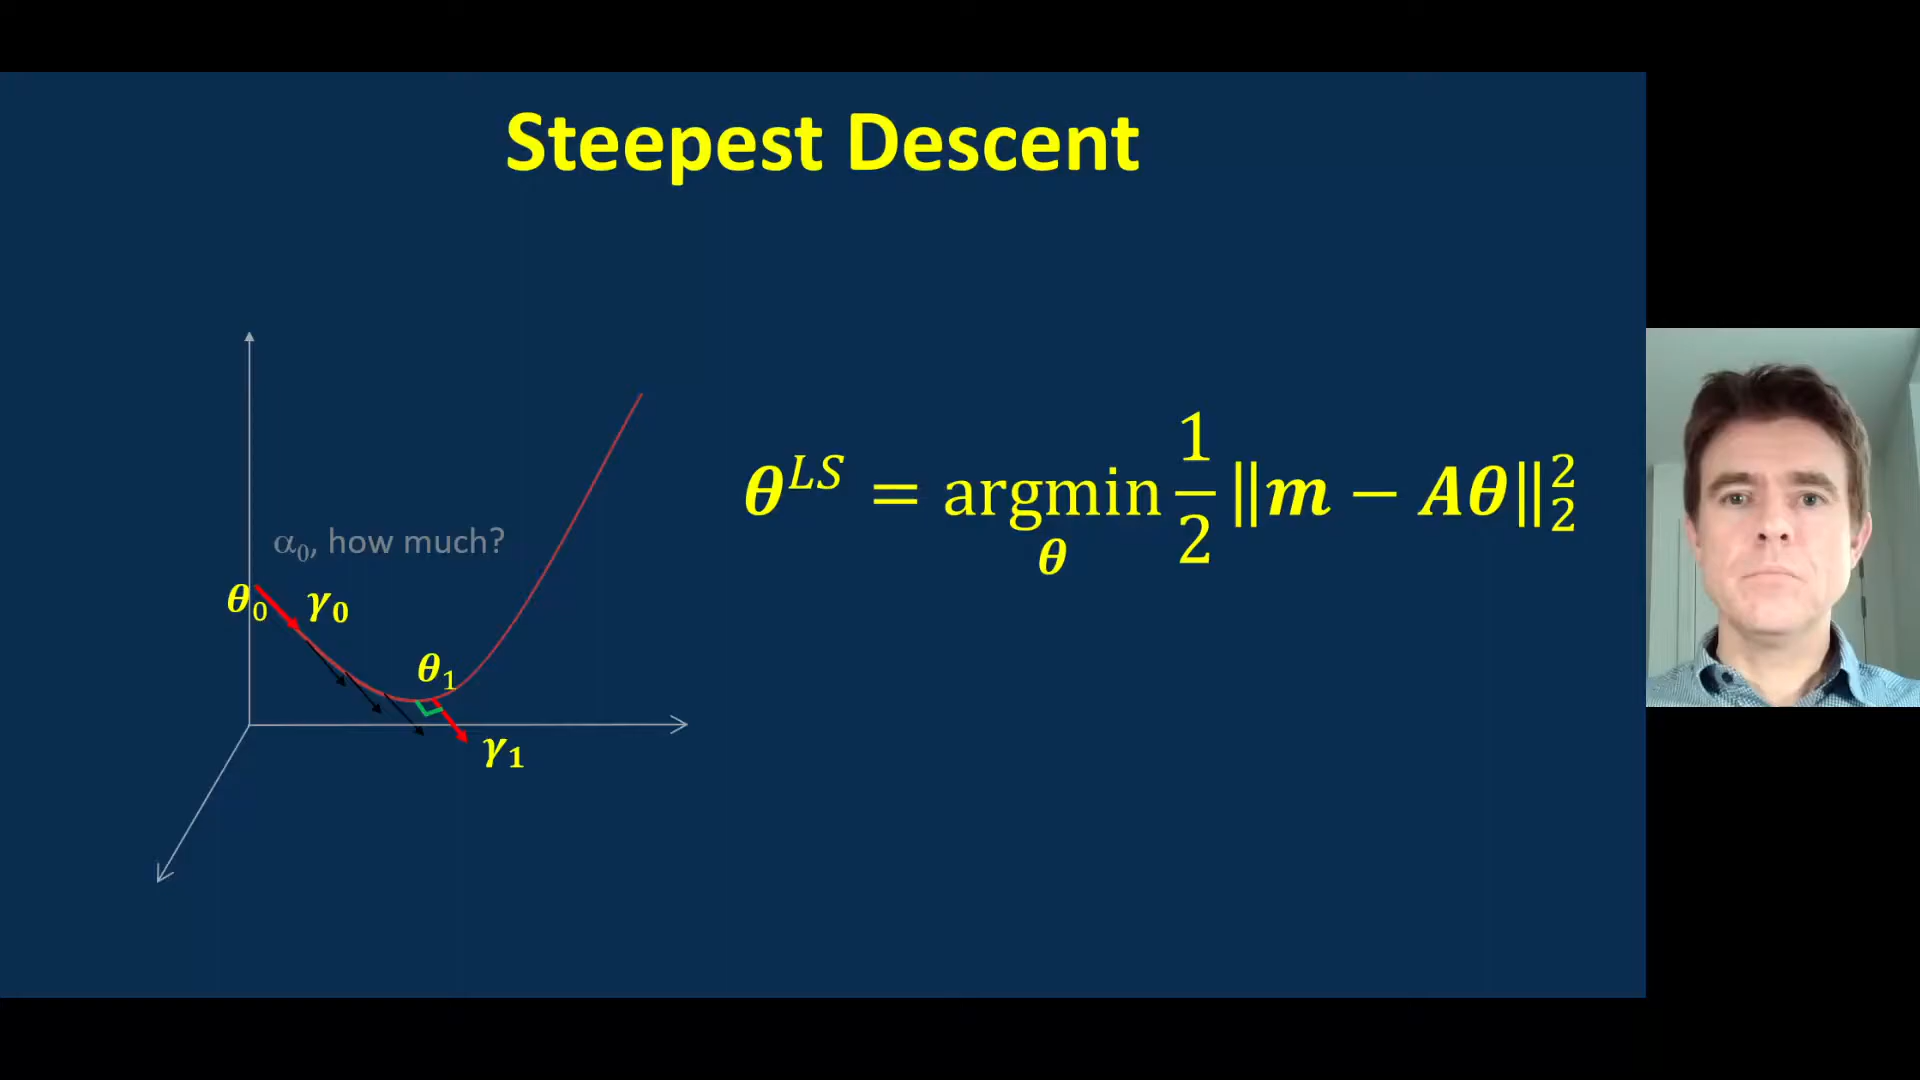 Steepest Descent
α₀, how much?
θ₀ γ₀
θ₁
γ₁
θ^{LS} = argmin_θ 1/2 ‖m − Aθ‖₂²